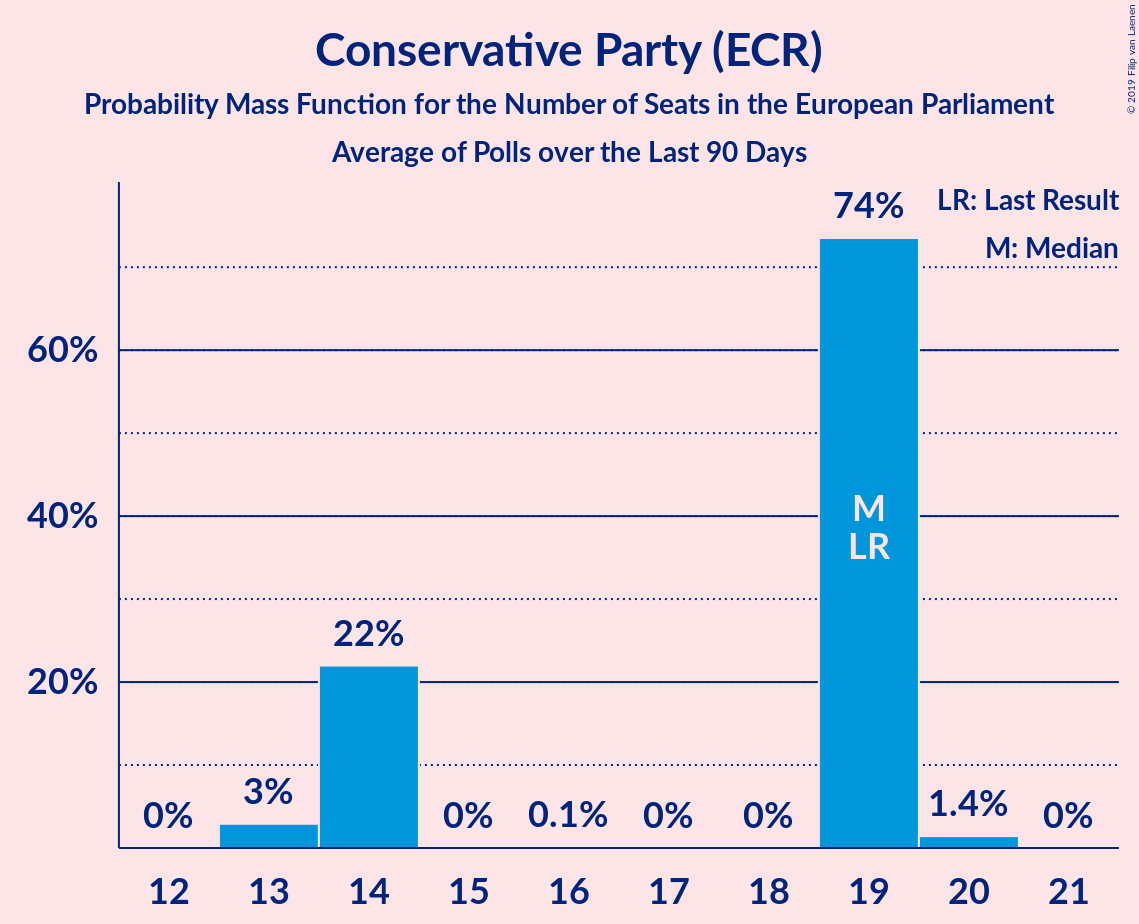 Conservative Party (ECR)
Probability Mass Function for the Number of Seats in the European Parliament
Average of Polls over the Last 90 Days
© 2019 Filip van Laenen
LR: Last Result
M: Median
60%
40%
20%
0%
3%
22%
0%
0.1%
0%
0%
74%
M
LR
1.4%
0%
12 13 14 15 16 17 18 19 20 21